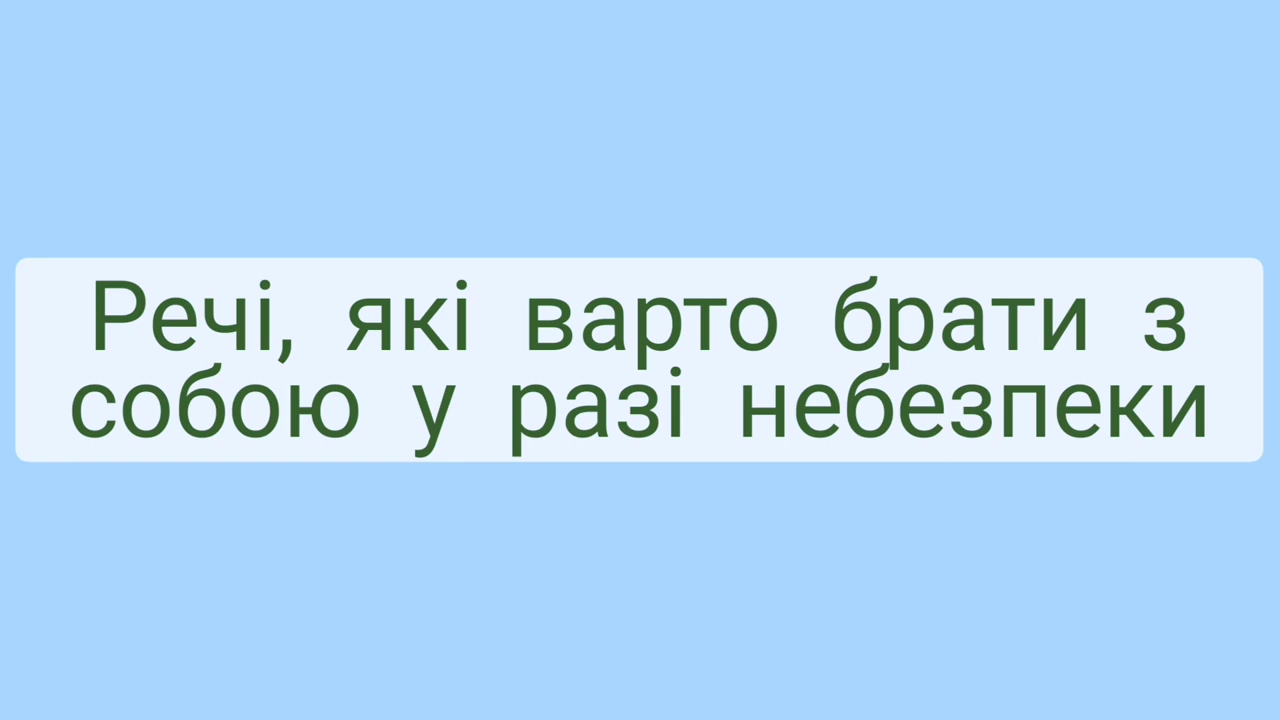 Речі, які варто брати з
собою у разі небезпеки